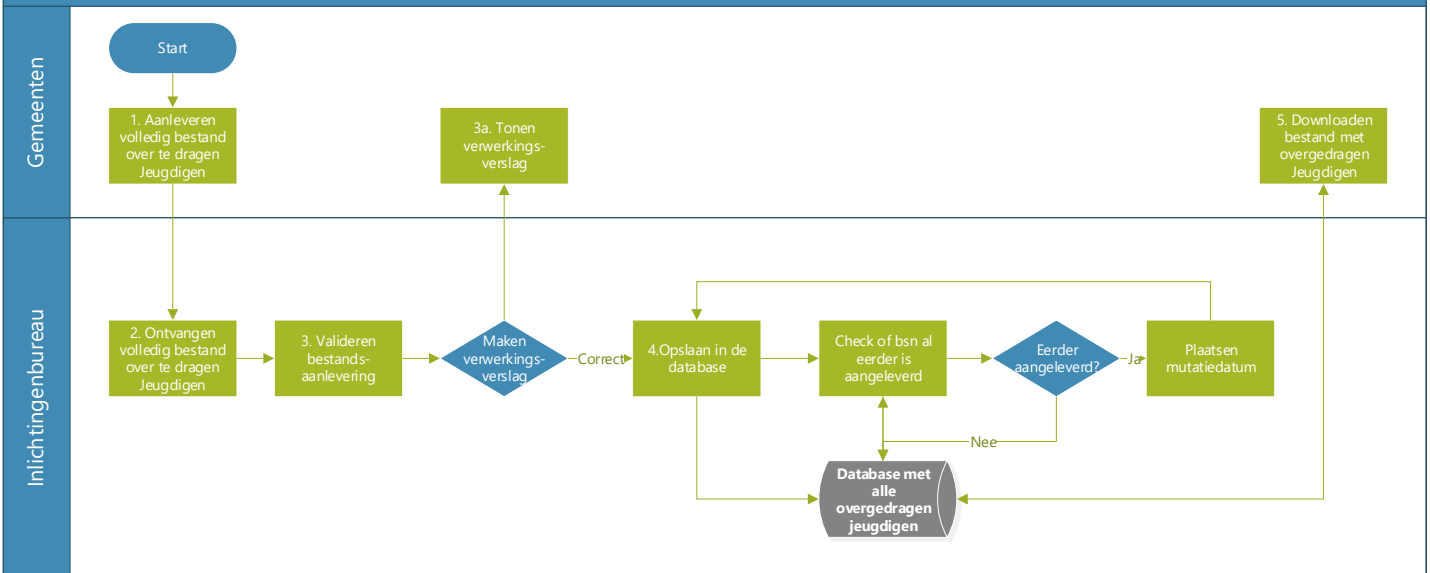 Gemeenten
Start
1. Aanleveren
volledig bestand
over te dragen
Jeugdigen
3a. Tonen
verwerkings-
verslag
5. Downloaden
bestand met
overgedragen
Jeugdigen
Inlichtingenbureau
2. Ontvangen
volledig bestand
over te dragen
Jeugdigen
3. Valideren
bestands-
aanlevering
Maken
verwerkings-
verslag
Correct
4.Opslaan in de
database
Check of bsn al
eerder is
aangeleverd
Eerder
aangeleverd?
Ja
Plaatsen
mutatiedatum
Nee
Database met
alle
overgedragen
jeugdigen